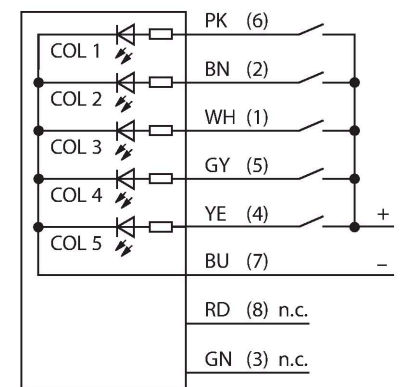 PK (6)
COL 1
BN (2)
COL 2
WH (1)
COL 3
GY (5)
COL 4
YE (4)
+
COL 5
BU (7)
–
RD (8) n.c.
GN (3) n.c.